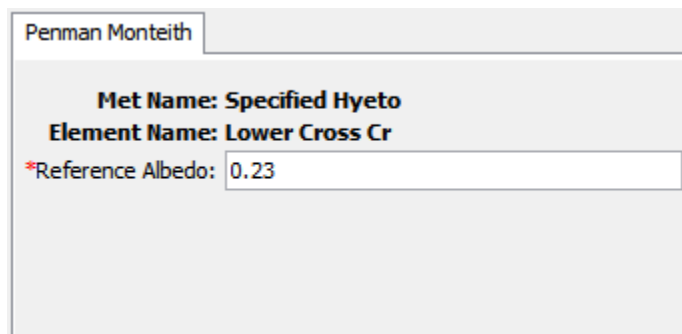 Penman Monteith
Met Name: Specified Hyeto
Element Name: Lower Cross Cr
*Reference Albedo: 0.23